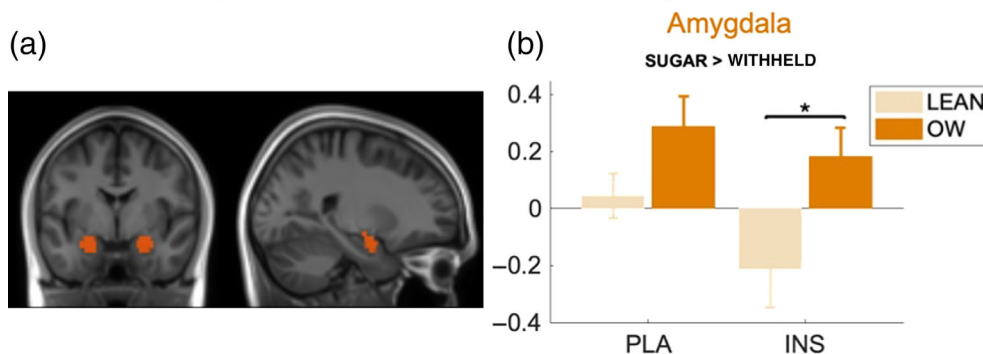 (a)
(b)
Amygdala
SUGAR > WITHHELD
0.4
0.2
0
−0.2
−0.4
*
LEAN
OW
PLA
INS